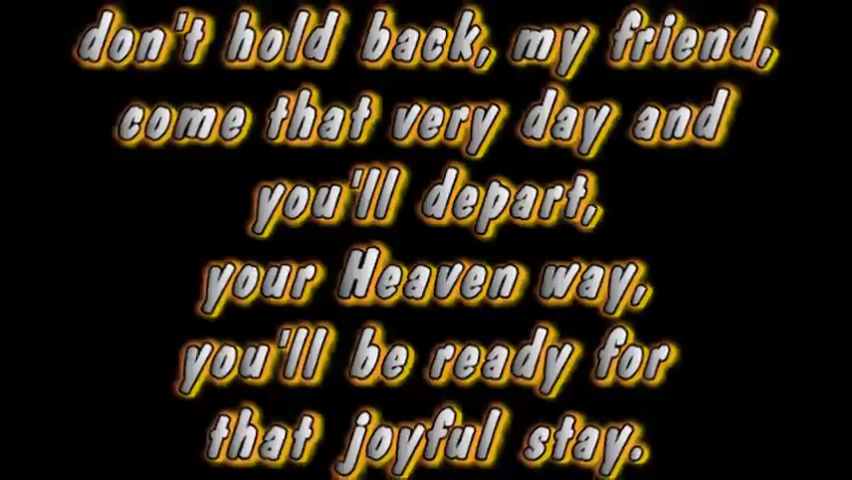 don't hold back, my friend,
come that very day and
you'll depart,
your Heaven way,
you'll be ready for
that joyful stay.